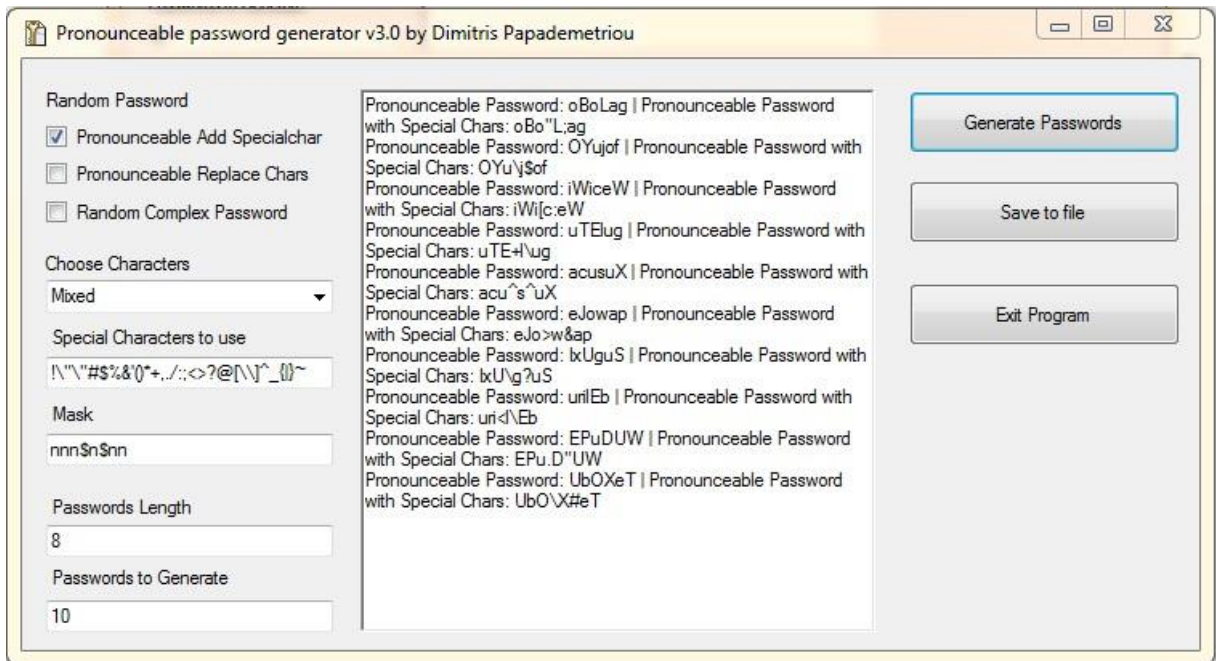 Pronounceable password generator v3.0 by Dimitris Papademetriou
Random Password
Pronounceable Add Specialchar
Pronounceable Replace Chars
Random Complex Password
Choose Characters
Mixed
Special Characters to use
!\"\"#$%&'()*+,./:;<>?@[\\]^_{|}~
Mask
nnn$n$nn
Passwords Length
8
Passwords to Generate
10
Pronounceable Password: oBoLag | Pronounceable Password
with Special Chars: oBo"L;ag
Pronounceable Password: OYujof | Pronounceable Password with
Special Chars: OYu\j$of
Pronounceable Password: iWiceW | Pronounceable Password
with Special Chars: iWi[c:eW
Pronounceable Password: uTElug | Pronounceable Password with
Special Chars: uTE+l\ug
Pronounceable Password: acusuX | Pronounceable Password with
Special Chars: acu^s^uX
Pronounceable Password: eJowap | Pronounceable Password
with Special Chars: eJo>w&ap
Pronounceable Password: IxUguS | Pronounceable Password with
Special Chars: IxU\g?uS
Pronounceable Password: urilEb | Pronounceable Password with
Special Chars: uri<l\Eb
Pronounceable Password: EPuDUW | Pronounceable Password
with Special Chars: EPu.D"UW
Pronounceable Password: UbOXeT | Pronounceable Password
with Special Chars: UbO\X#eT
Generate Passwords
Save to file
Exit Program